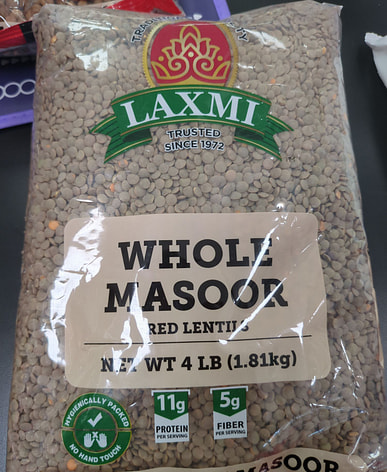 LAXMI
TRUSTED
SINCE 1972
WHOLE
MASOOR
RED LENTILS
NET WT 4 LB (1.81kg)
HYGIENICALLY PACKED
NO HAND TOUCH
11g
PROTEIN
PER SERVING
5g
FIBER
PER SERVING
MASOOR